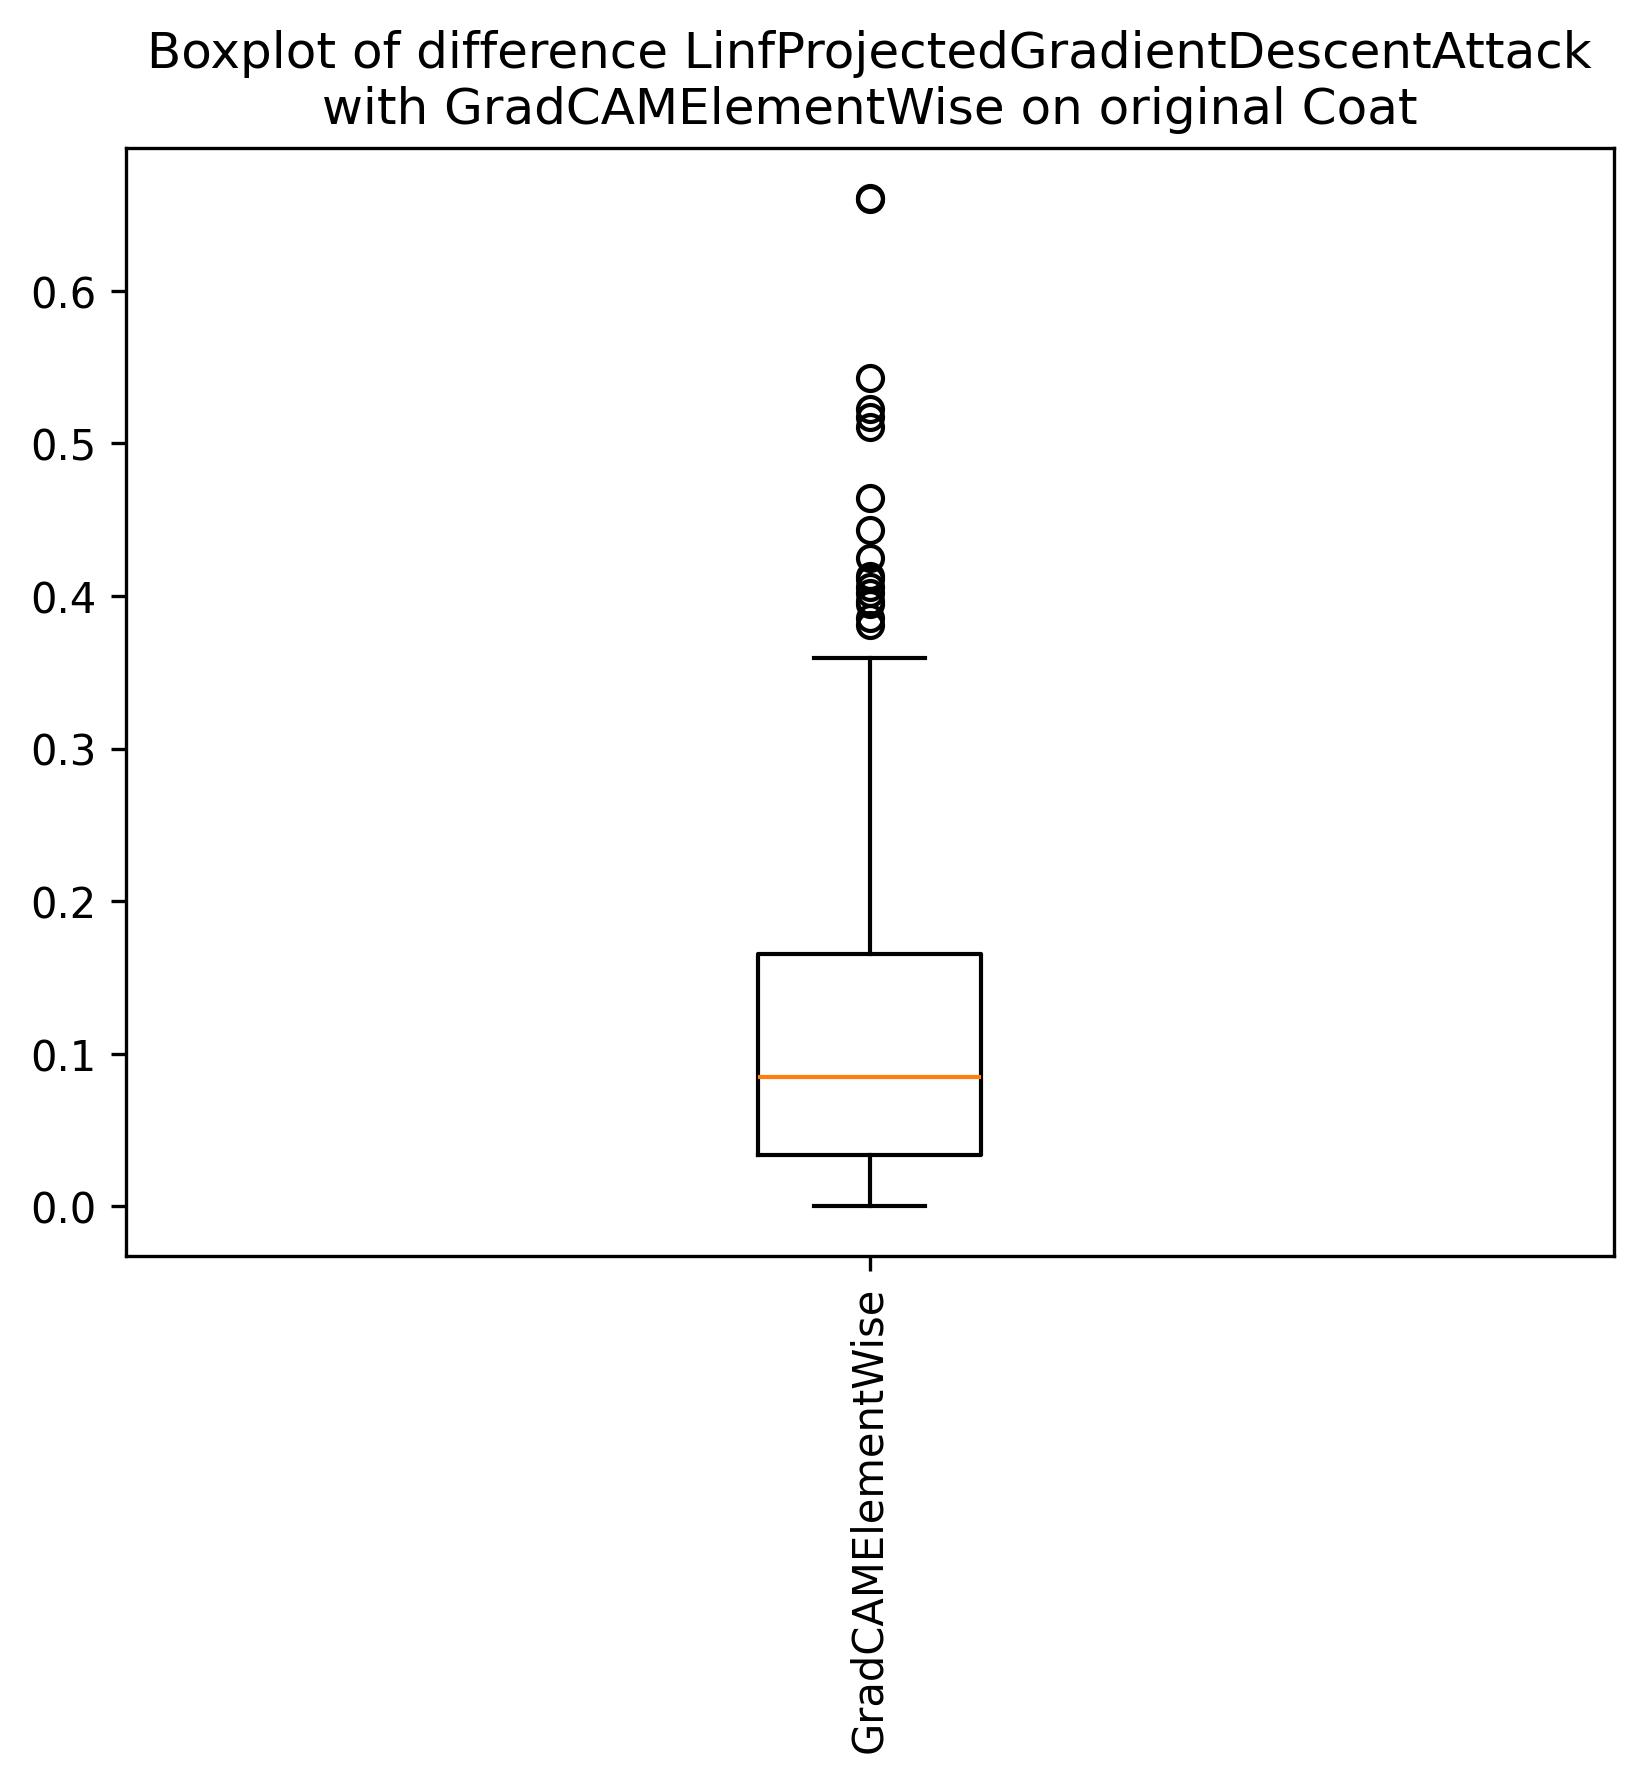 Boxplot of difference LinfProjectedGradientDescentAttack
with GradCAMElementWise on original Coat
0.6
0.5
0.4
0.3
0.2
0.1
0.0
GradCAMElementWise